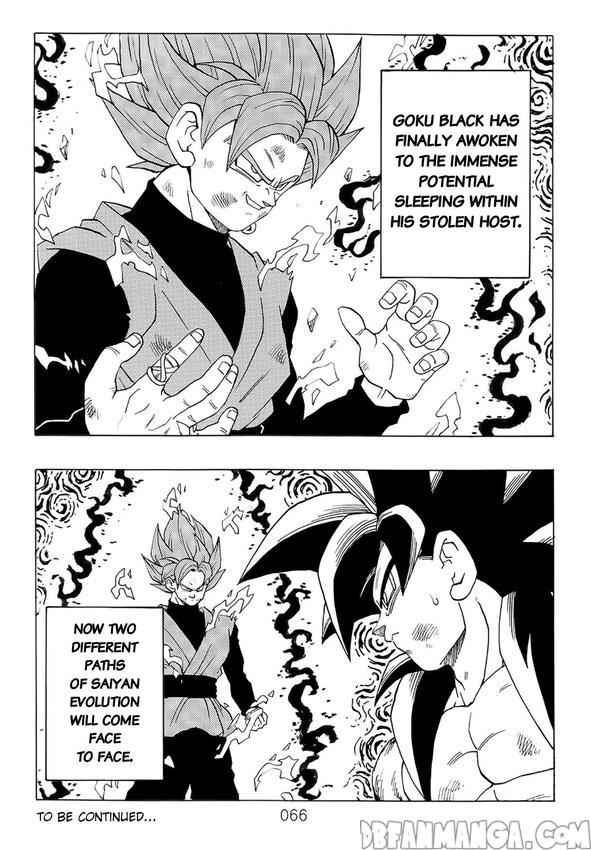 GOKU BLACK HAS
FINALLY AWOKEN
TO THE IMMENSE
POTENTIAL
SLEEPING WITHIN
HIS STOLEN HOST.
NOW TWO
DIFFERENT
PATHS
OF SAIYAN
EVOLUTION
WILL COME
FACE
TO FACE.
TO BE CONTINUED...
066
DBFANMANGA.COM